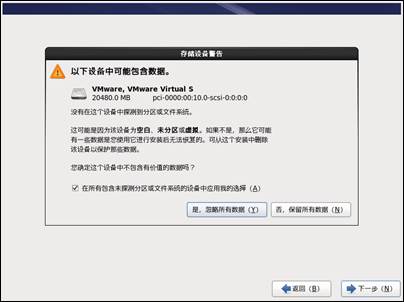 存储设备警告
以下设备中可能包含数据。
VMware, VMware Virtual S
20480.0 MB pci-0000:00:10.0-scsi-0:0:0:0
没有在这个设备中探测到分区或文件系统。
这可能是因为该设备为空白，未分区或虚拟。如果不是，那么它可能
有一些数据是您使用它进行安装后无法恢复的。可从这个安装中删除
该设备以保护那些数据。
您确定这个设备中不包含有价值的数据吗？
在所有包含未探测到分区或文件系统的设备中应用我的选择（A）
是，忽略所有数据（Y）
否，保留所有数据（N）
返回（B）
下一步（N）